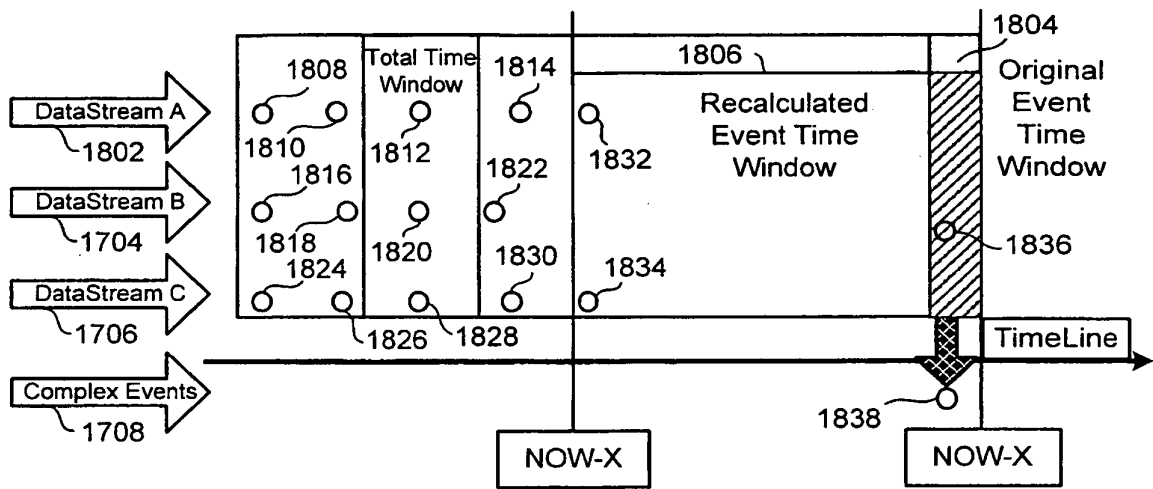 1804
1808
Total Time
Window
1814
1806
Original
Event
Time
Window
DataStream A
1802
1810
1812
1832
Recalculated
Event Time
Window
1816
1822
DataStream B
1704
1818
1820
1836
1824
1830
1834
DataStream C
1706
1826
1828
TimeLine
Complex Events
1708
1838
NOW-X
NOW-X